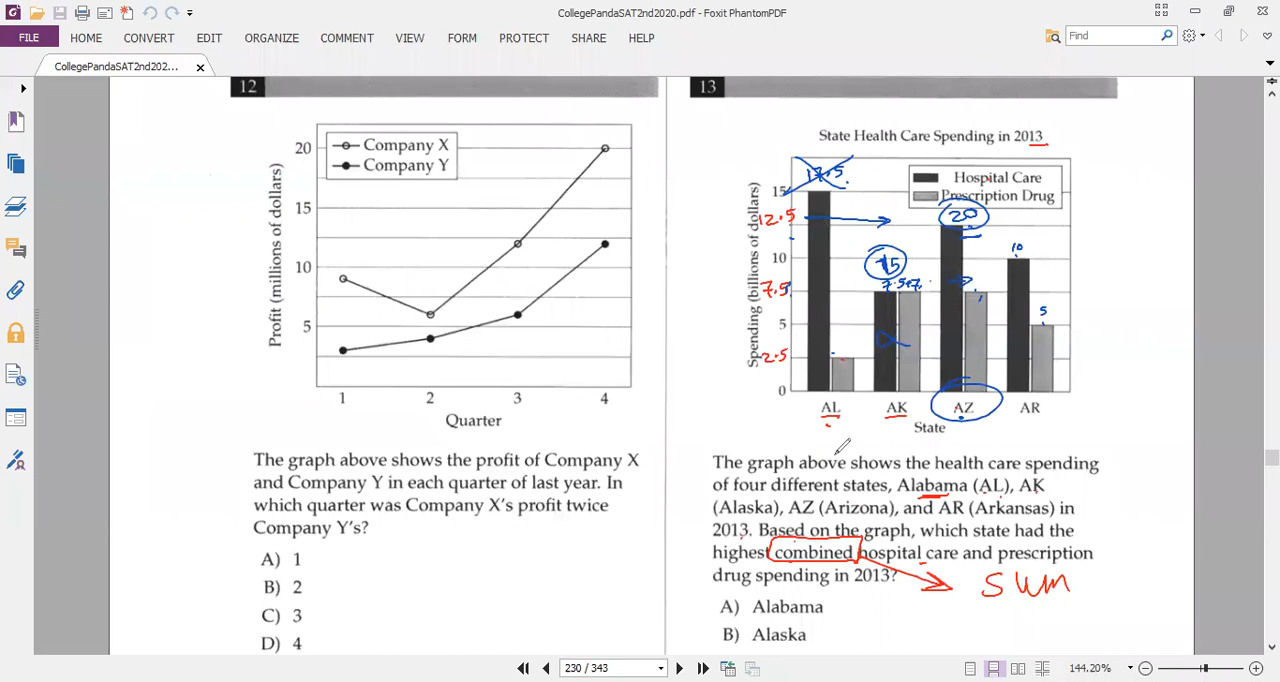 CollegePandaSAT2nd2020.pdf - Foxit PhantomPDF
FILE HOME CONVERT EDIT ORGANIZE COMMENT VIEW FORM PROTECT SHARE HELP Find
CollegePandaSAT2nd202...
12
20
15
10
5
Profit (millions of dollars)
Company X
Company Y
1 2 3 4
Quarter
The graph above shows the profit of Company X
and Company Y in each quarter of last year. In
which quarter was Company X's profit twice
Company Y's?
A) 1
B) 2
C) 3
D) 4
13
State Health Care Spending in 2013
Hospital Care
Prescription Drug
Spending (billions of dollars)
15
12.5
10
7.5
5
2.5
0
17.5
15
7.5+7.
20
10
5
AL AK AZ AR
State
The graph above shows the health care spending
of four different states, Alabama (AL), AK
(Alaska), AZ (Arizona), and AR (Arkansas) in
2013. Based on the graph, which state had the
highest combined hospital care and prescription
drug spending in 2013?
SUM
A) Alabama
B) Alaska
230 / 343
144.20%